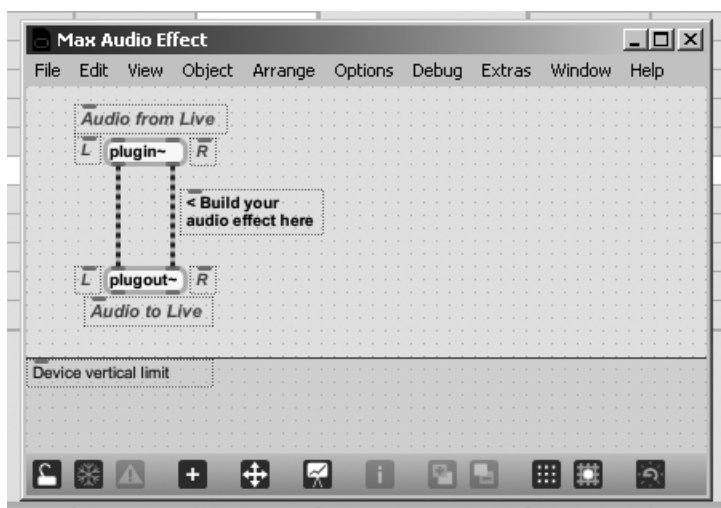 Max Audio Effect
File Edit View Object Arrange Options Debug Extras Window Help
Audio from Live
L plugin~ R
< Build your
audio effect here
L plugout~ R
Audio to Live
Device vertical limit